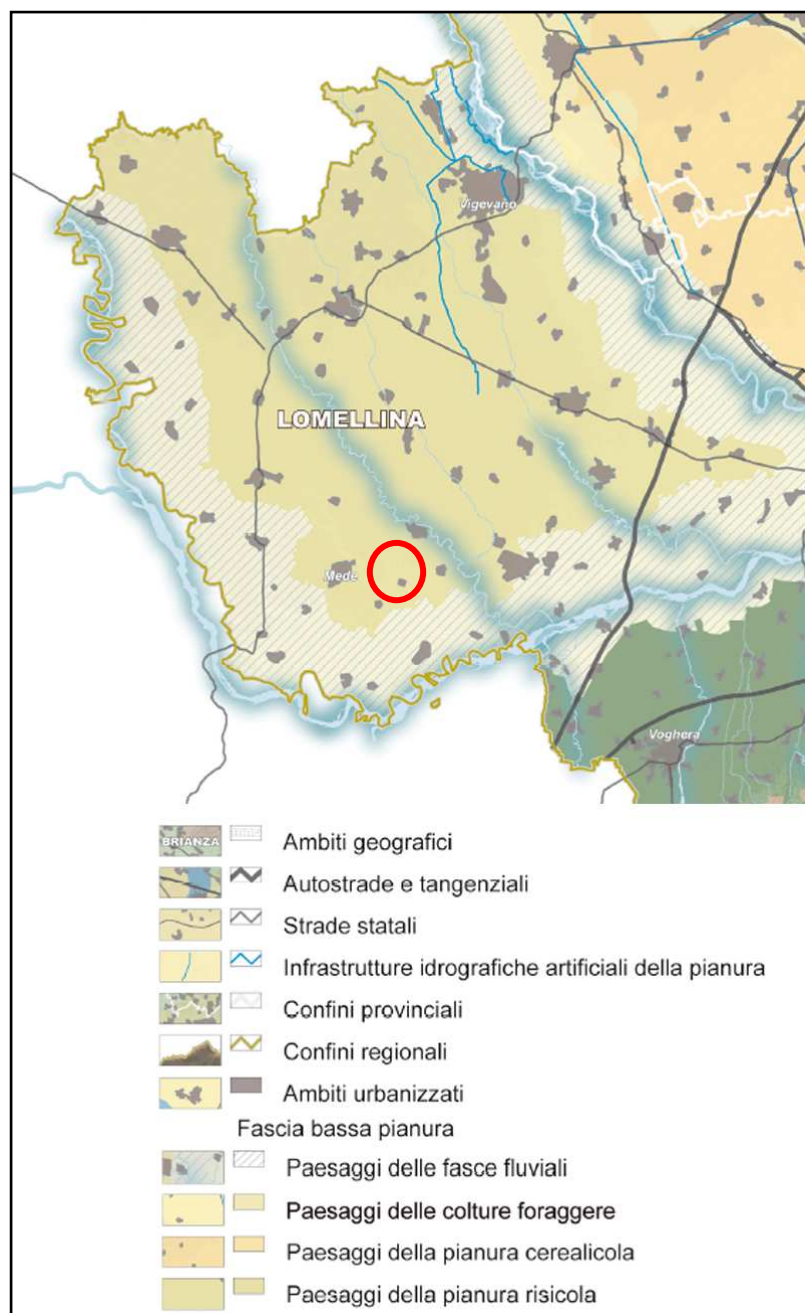 Vigevano
LOMELLINA
Mede
Voghera
BRIANZA
Ambiti geografici
Autostrade e tangenziali
Strade statali
Infrastrutture idrografiche artificiali della pianura
Confini provinciali
Confini regionali
Ambiti urbanizzati
Fascia bassa pianura
Paesaggi delle fasce fluviali
Paesaggi delle colture foraggere
Paesaggi della pianura cerealicola
Paesaggi della pianura risicola